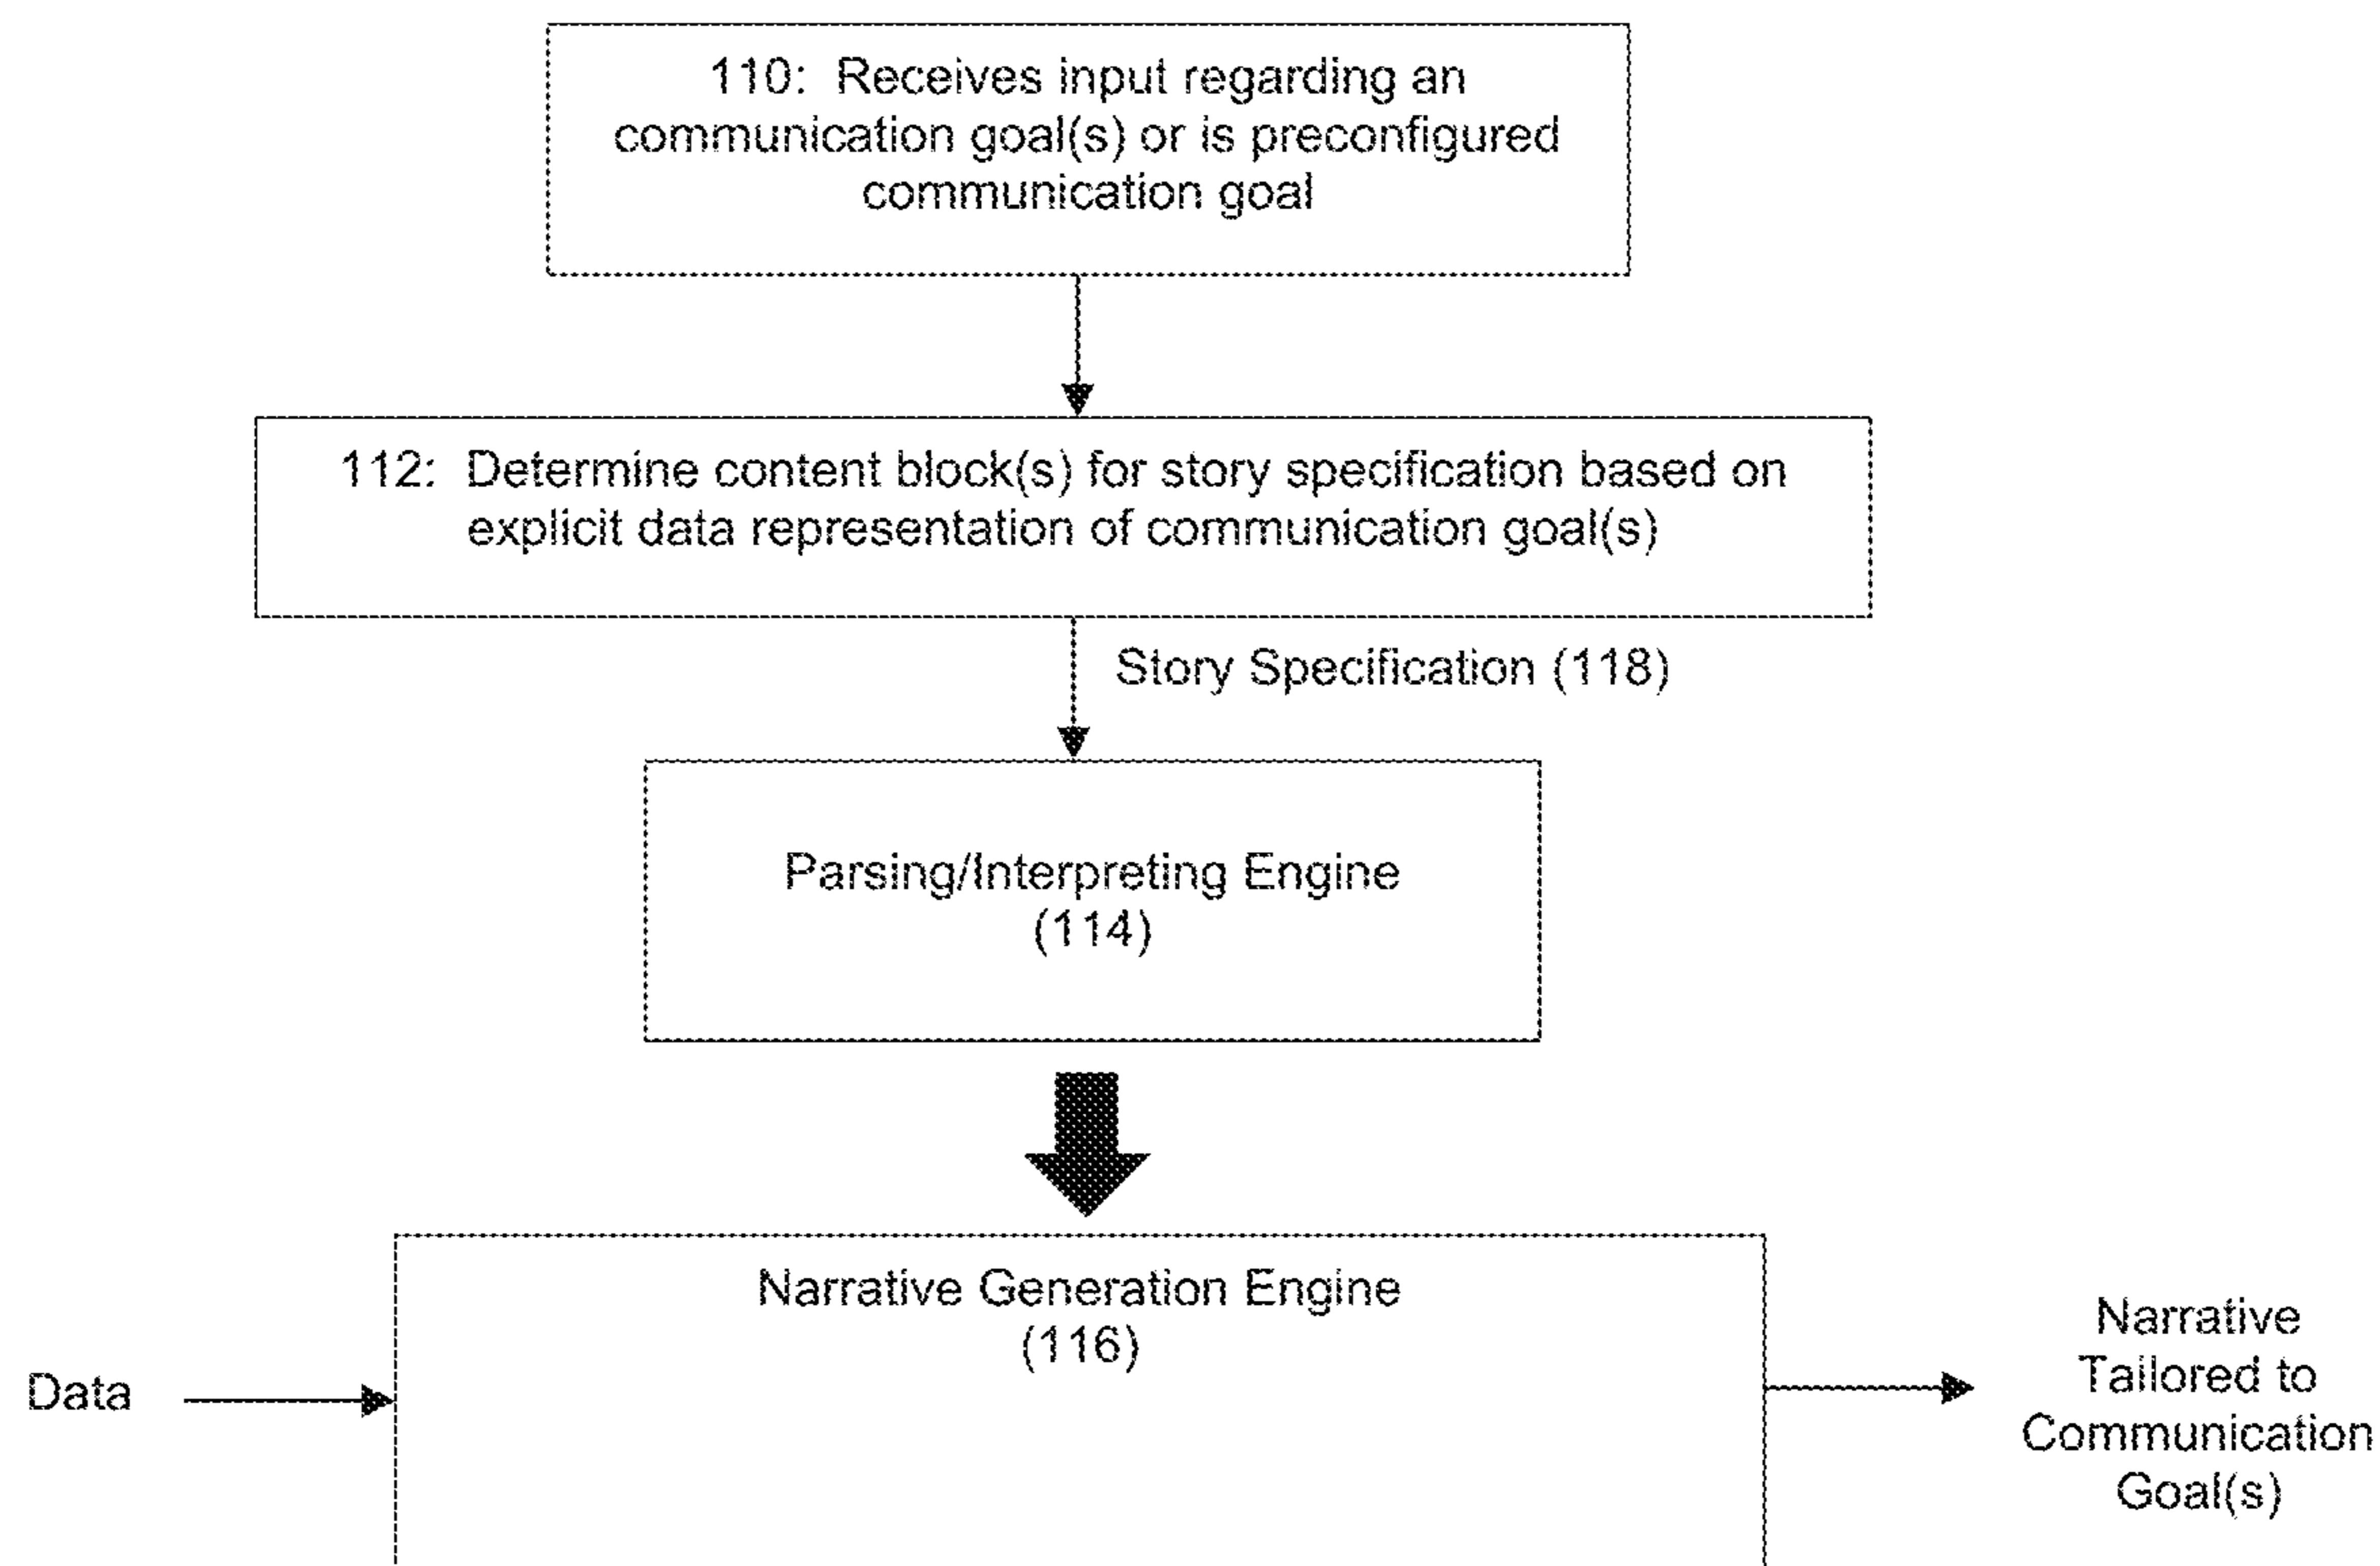 110: Receives input regarding an
communication goal(s) or is preconfigured
communication goal
112: Determine content block(s) for story specification based on
explicit data representation of communication goal(s)
Story Specification (118)
Parsing/Interpreting Engine
(114)
Narrative Generation Engine
(116)
Data
Narrative
Tailored to
Communication
Goal(s)